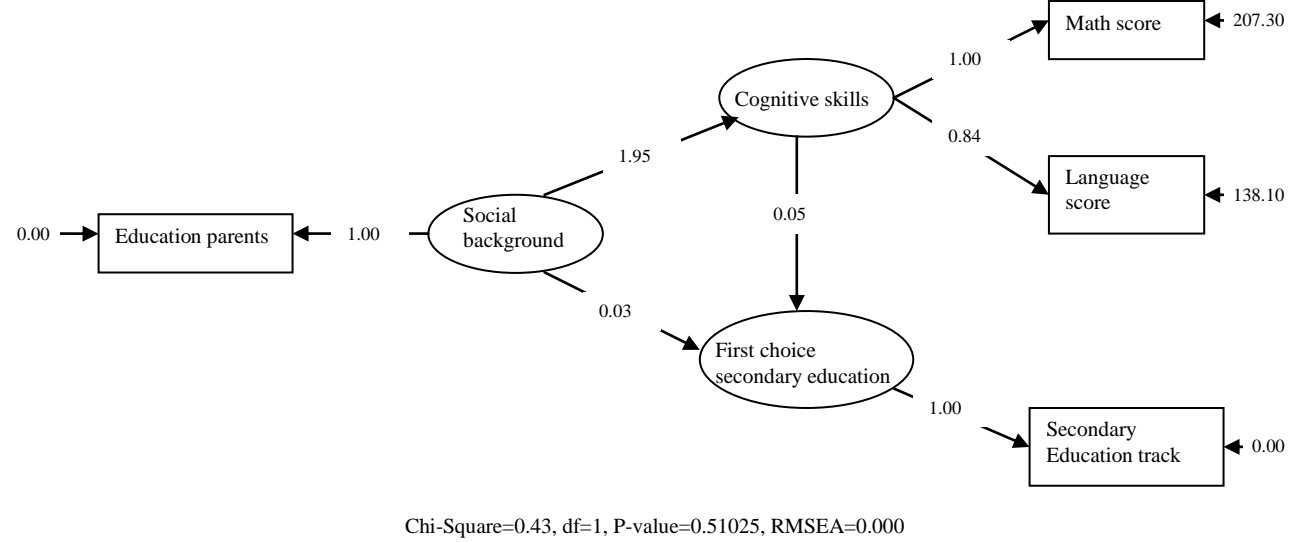 Math score
207.30
1.00
Cognitive skills
0.84
1.95
Language
score
138.10
0.05
Social
background
0.00
Education parents
1.00
0.03
First choice
secondary education
1.00
Secondary
Education track
0.00
Chi-Square=0.43, df=1, P-value=0.51025, RMSEA=0.000